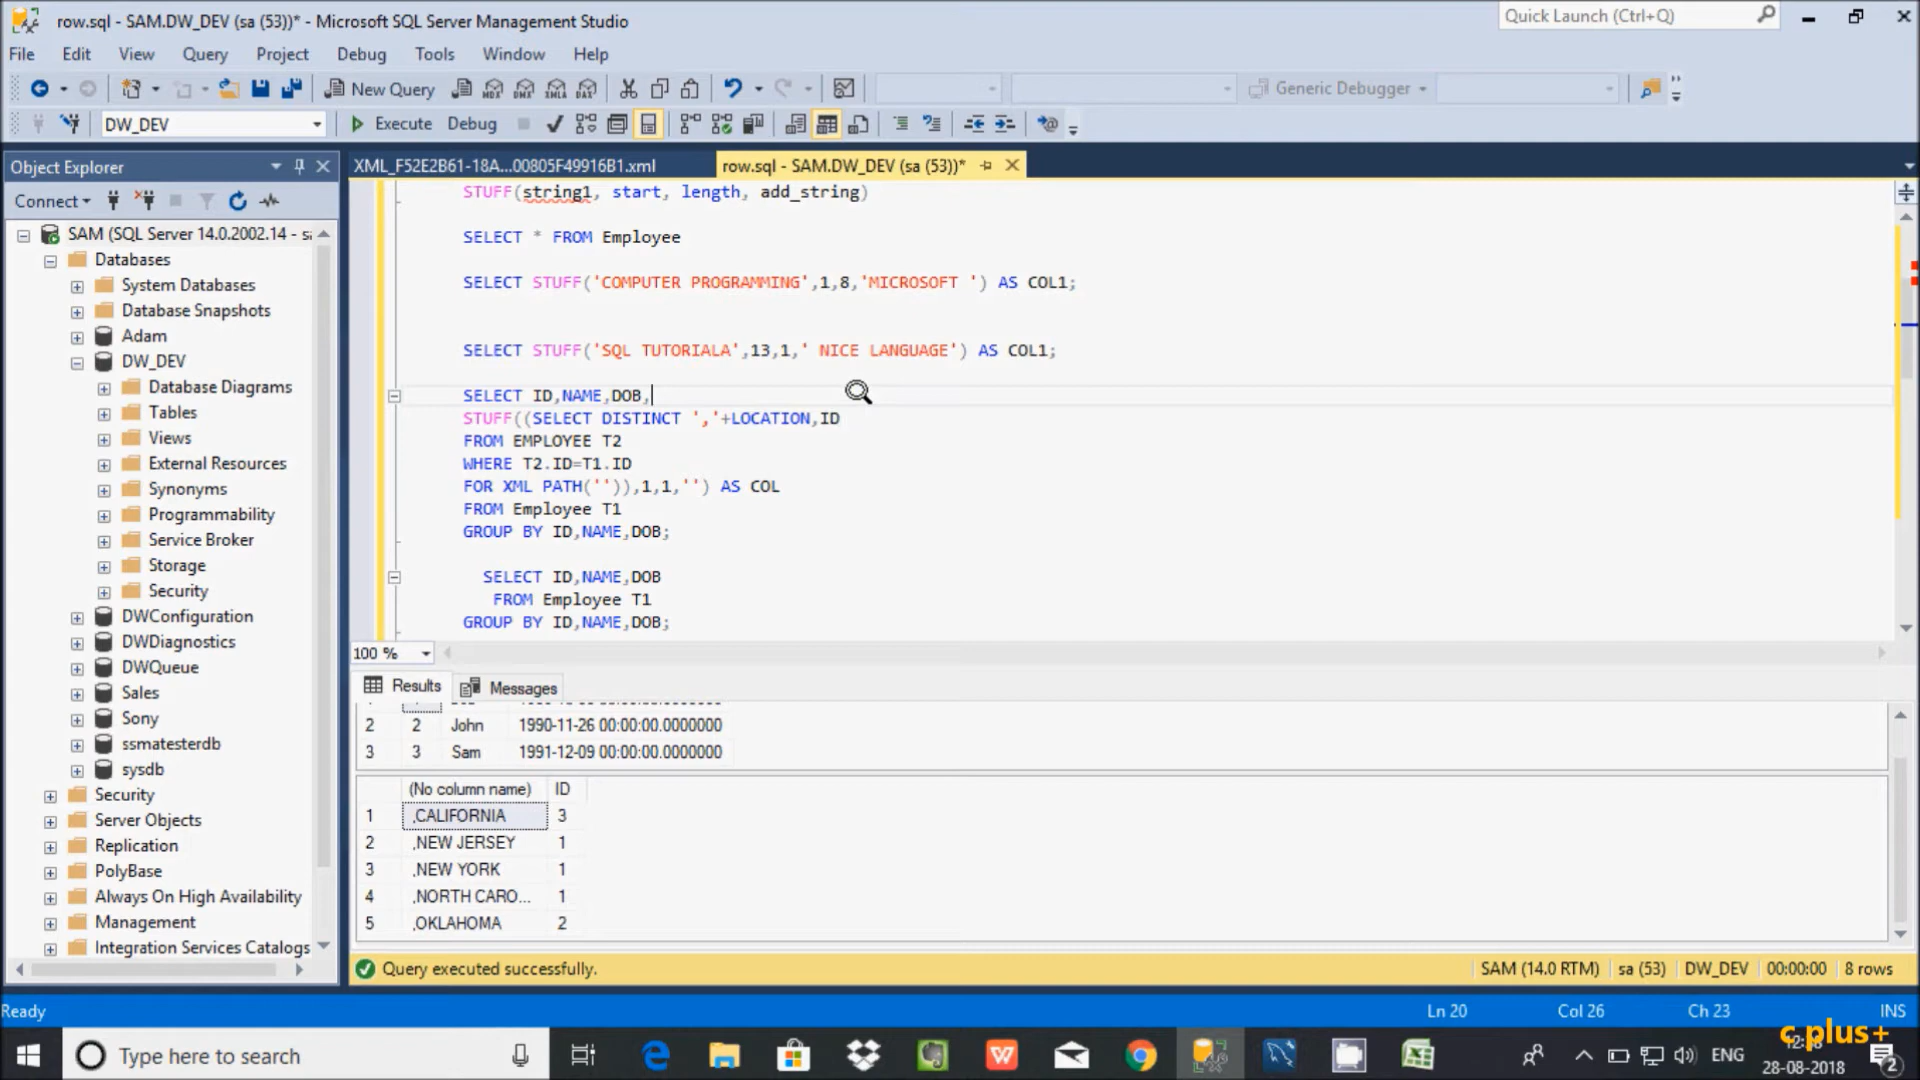 row.sql - SAM.DW_DEV (sa (53))* - Microsoft SQL Server Management Studio
Quick Launch (Ctrl+Q)
File Edit View Query Project Debug Tools Window Help
New Query
Generic Debugger
DW_DEV
Execute Debug
Object Explorer
XML_F52E2B61-18A...00805F49916B1.xml
row.sql - SAM.DW_DEV (sa (53))*
Connect
SAM (SQL Server 14.0.2002.14 - sa
Databases
System Databases
Database Snapshots
Adam
DW_DEV
Database Diagrams
Tables
Views
External Resources
Synonyms
Programmability
Service Broker
Storage
Security
DWConfiguration
DWDiagnostics
DWQueue
Sales
Sony
ssmatesterdb
sysdb
Security
Server Objects
Replication
PolyBase
Always On High Availability
Management
Integration Services Catalogs
STUFF(string1, start, length, add_string)
SELECT * FROM Employee
SELECT STUFF('COMPUTER PROGRAMMING',1,8,'MICROSOFT ') AS COL1;
SELECT STUFF('SQL TUTORIALA',13,1,' NICE LANGUAGE') AS COL1;
SELECT ID,NAME,DOB,
STUFF((SELECT DISTINCT ','+LOCATION,ID
FROM EMPLOYEE T2
WHERE T2.ID=T1.ID
FOR XML PATH('')),1,1,'') AS COL
FROM Employee T1
GROUP BY ID,NAME,DOB;
SELECT ID,NAME,DOB
FROM Employee T1
GROUP BY ID,NAME,DOB;
100 %
Results Messages
2 2 John 1990-11-26 00:00:00.0000000
3 3 Sam 1991-12-09 00:00:00.0000000
(No column name) ID
1 ,CALIFORNIA 3
2 ,NEW JERSEY 1
3 ,NEW YORK 1
4 ,NORTH CARO... 1
5 ,OKLAHOMA 2
Query executed successfully.
SAM (14.0 RTM) sa (53) DW_DEV 00:00:00 8 rows
Ready
Ln 20 Col 26 Ch 23 INS
c plus+
Type here to search
ENG
28-08-2018
2